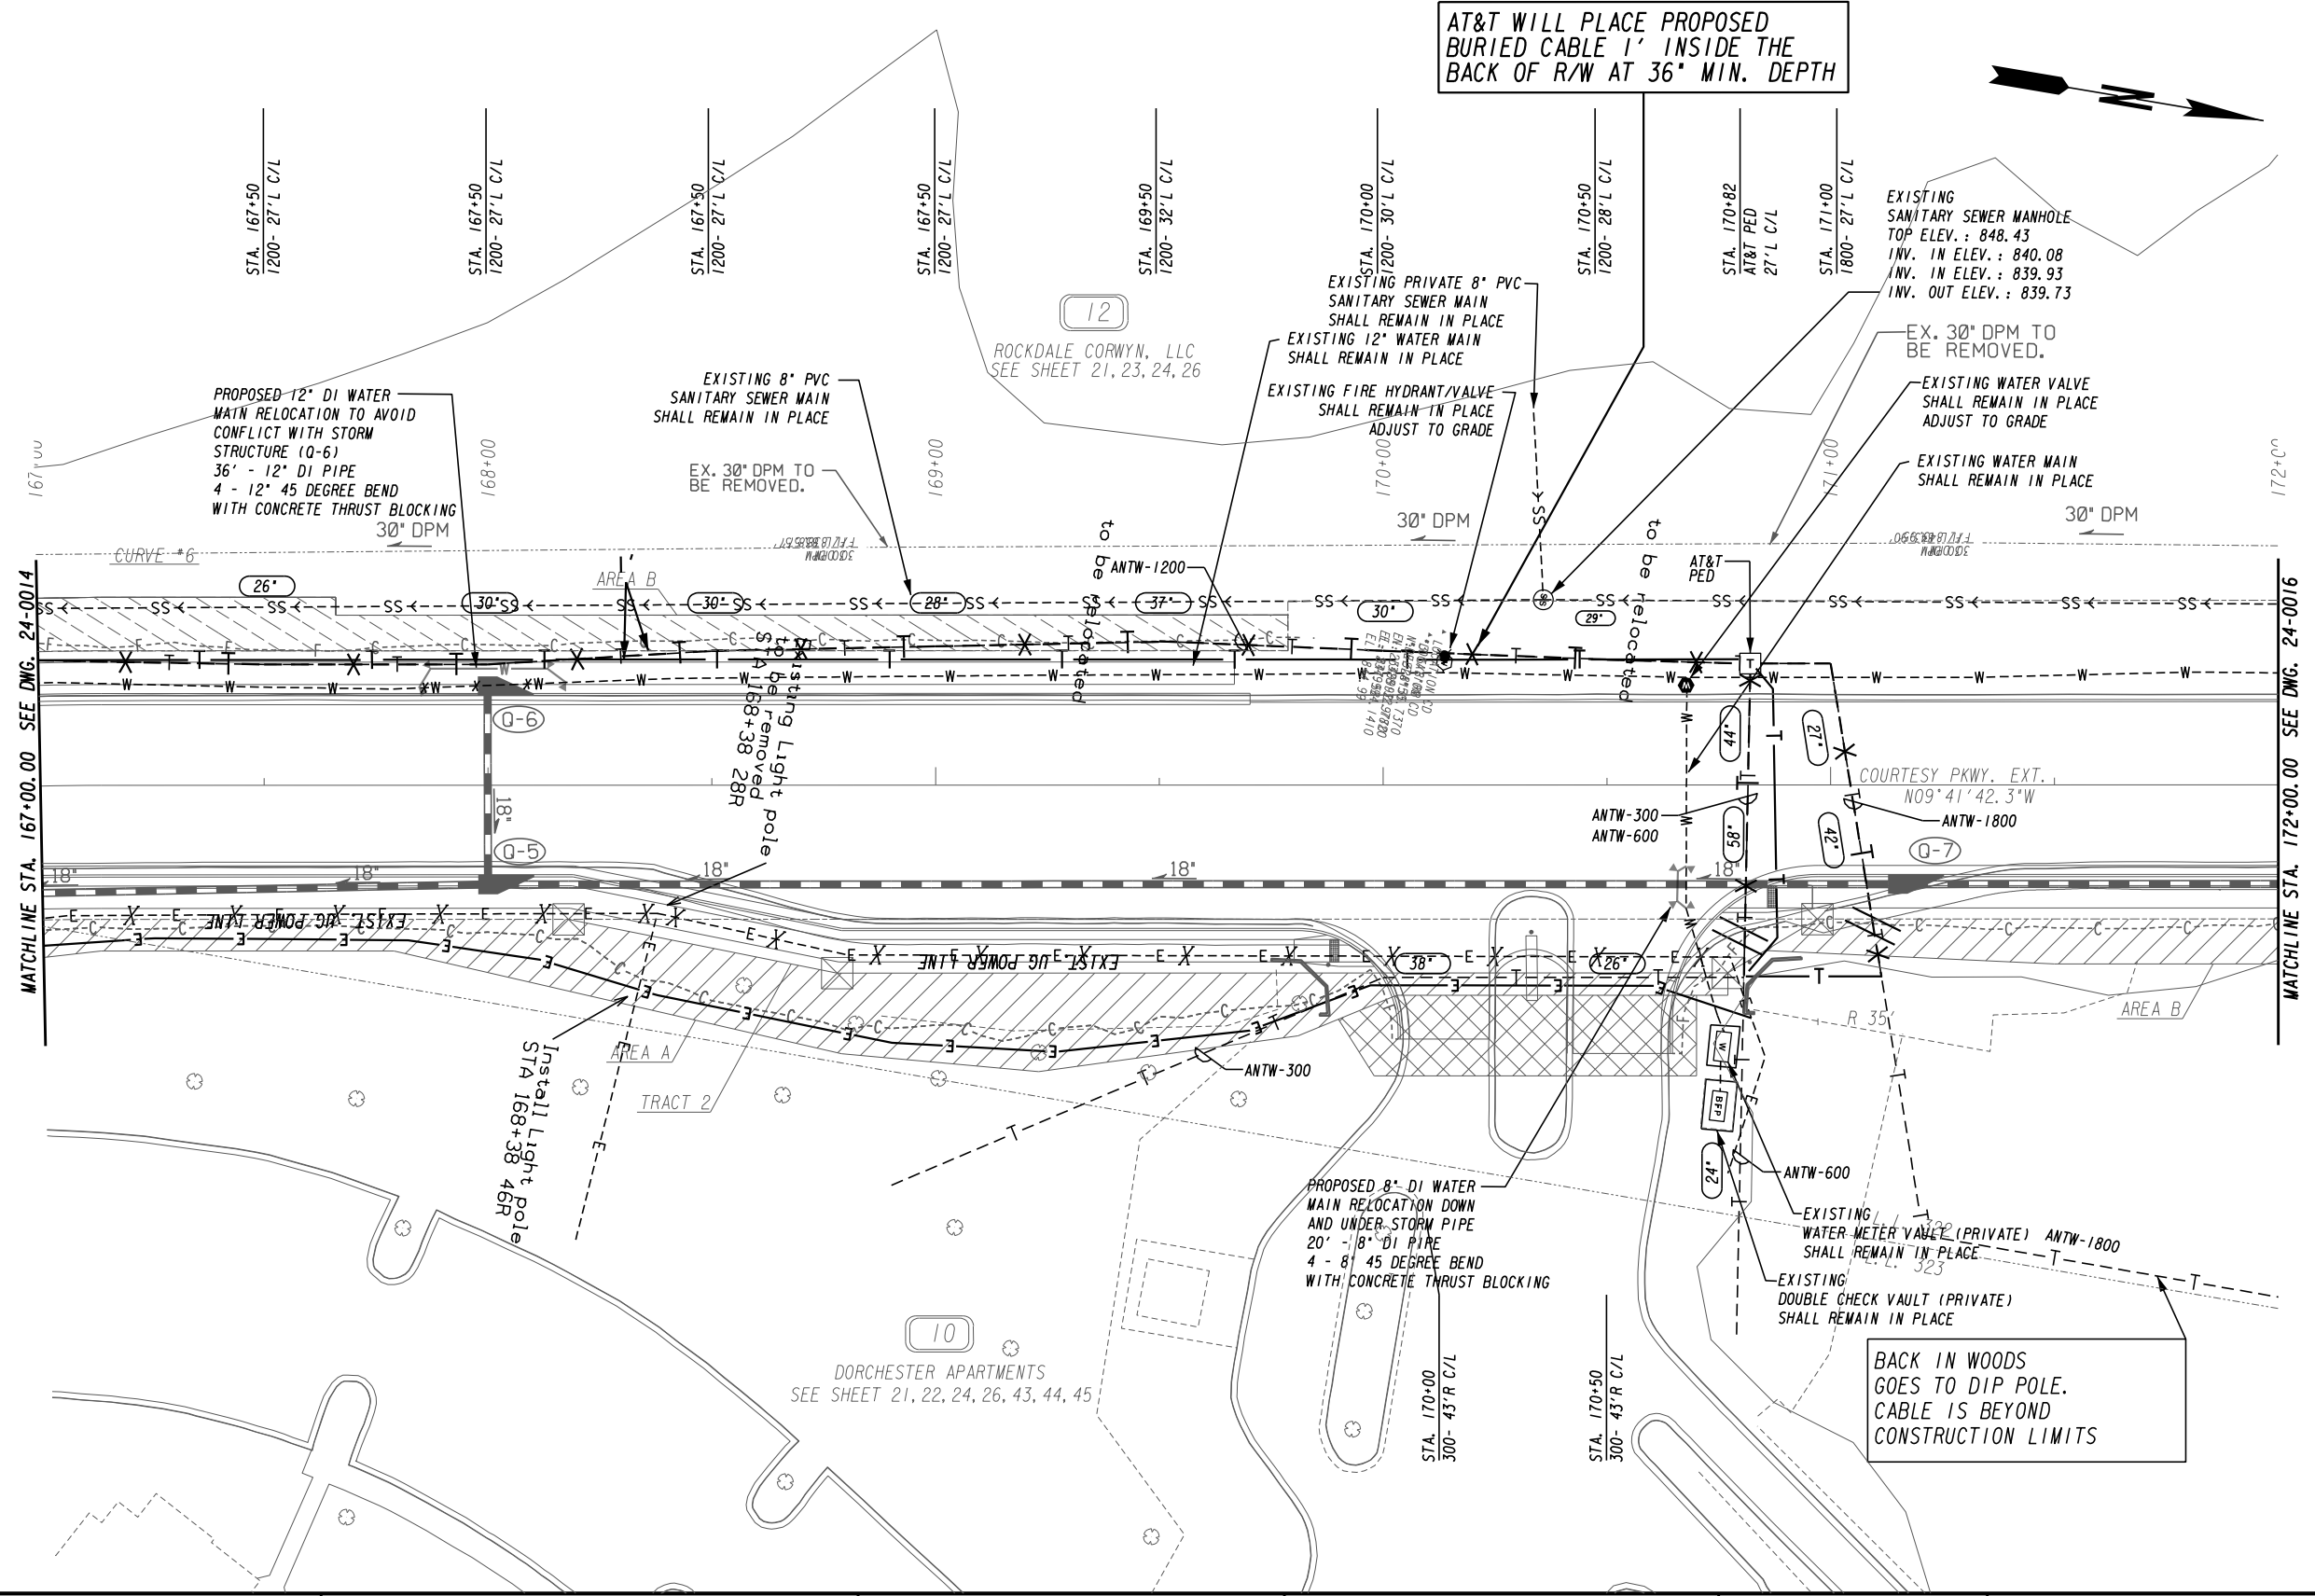 AT&T WILL PLACE PROPOSED
BURIED CABLE 1' INSIDE THE
BACK OF R/W AT 36" MIN. DEPTH
N
STA. 167+50
1200- 27'L C/L
STA. 167+50
1200- 27'L C/L
STA. 167+50
1200- 27'L C/L
STA. 167+50
1200- 27'L C/L
STA. 169+50
1200- 32'L C/L
STA. 170+00
1200- 30'L C/L
STA. 170+50
1200- 28'L C/L
STA. 170+82
AT&T PED
27'L C/L
STA. 171+00
1800- 27'L C/L
EXISTING
SANITARY SEWER MANHOLE
TOP ELEV.: 848.43
INV. IN ELEV.: 840.08
INV. IN ELEV.: 839.93
INV. OUT ELEV.: 839.73
12
ROCKDALE CORWYN, LLC
SEE SHEET 21,23,24,26
EXISTING PRIVATE 8" PVC
SANITARY SEWER MAIN
SHALL REMAIN IN PLACE
EXISTING 12" WATER MAIN
SHALL REMAIN IN PLACE
EXISTING FIRE HYDRANT/VALVE
SHALL REMAIN IN PLACE
ADJUST TO GRADE
EX. 30" DPM TO
BE REMOVED.
EXISTING WATER VALVE
SHALL REMAIN IN PLACE
ADJUST TO GRADE
EXISTING WATER MAIN
SHALL REMAIN IN PLACE
PROPOSED 12" DI WATER
MAIN RELOCATION TO AVOID
CONFLICT WITH STORM
STRUCTURE (Q-6)
36' - 12" DI PIPE
4 - 12" 45 DEGREE BEND
WITH CONCRETE THRUST BLOCKING
EXISTING 8" PVC
SANITARY SEWER MAIN
SHALL REMAIN IN PLACE
EX. 30" DPM TO
BE REMOVED.
167+00
168+00
169+00
170+00
171+00
30" DPM
30" DPM
30" DPM
CURVE #6
AREA B
1'
26"
30"
30"
28"
37"
30"
29"
to be relocated
to be relocated
ANTW-1200
AT&T
PED
T
W
MATCHLINE STA. 167+00.00 SEE DWG. 24-0014
MATCHLINE STA. 172+00.00 SEE DWG. 24-0016
Q-6
Q-5
Q-7
18"
18"
18"
18"
18"
18"
Existing Light pole
to be removed
STA 168+38 28R
44"
58"
27"
42"
COURTESY PKWY. EXT.
N09°41'42.3"W
ANTW-300
ANTW-600
ANTW-1800
EXIST UG POWER LINE
EXIST UG POWER LINE
38"
26"
AREA A
TRACT 2
AREA B
R 35'
Install Light pole
STA 168+38 46R
ANTW-300
W
BFP
24"
ANTW-600
PROPOSED 8" DI WATER
MAIN RELOCATION DOWN
AND UNDER STORM PIPE
20' - 8" DI PIPE
4 - 8" 45 DEGREE BEND
WITH CONCRETE THRUST BLOCKING
EXISTING
WATER METER VAULT (PRIVATE)
SHALL REMAIN IN PLACE
ANTW-1800
L.L. 322
L.L. 323
EXISTING
DOUBLE CHECK VAULT (PRIVATE)
SHALL REMAIN IN PLACE
10
DORCHESTER APARTMENTS
SEE SHEET 21,22,24,26,43,44,45
STA. 170+00
300- 43'R C/L
STA. 170+50
300- 43'R C/L
BACK IN WOODS
GOES TO DIP POLE.
CABLE IS BEYOND
CONSTRUCTION LIMITS